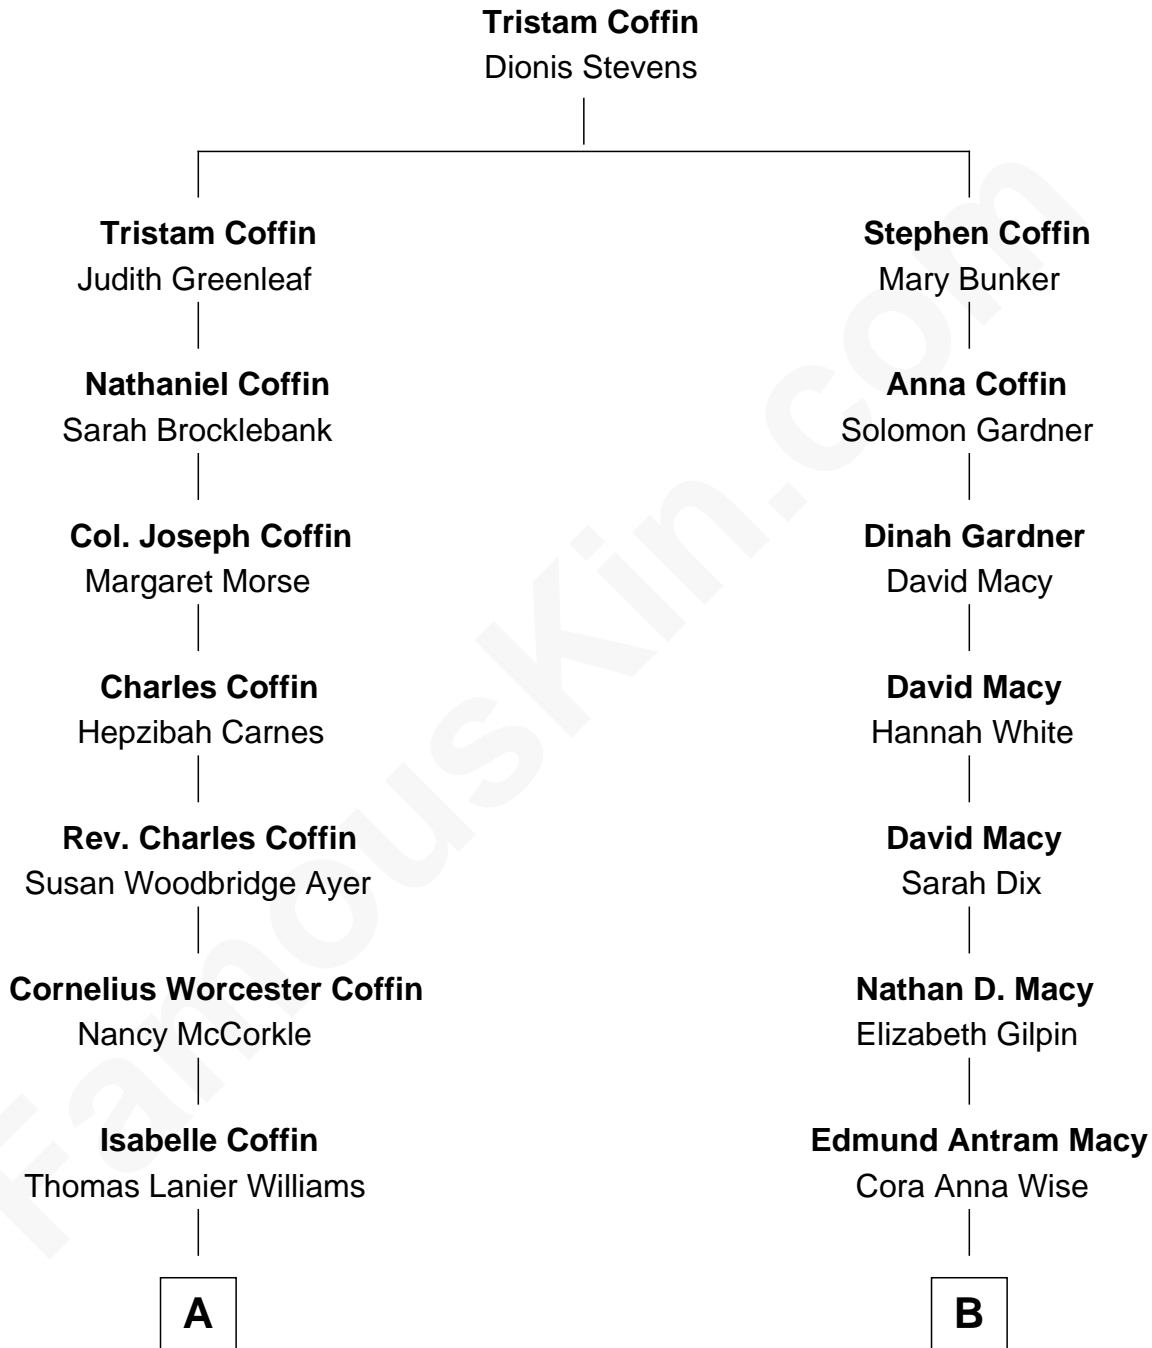 Tristam Coffin
Dionis Stevens
Tristam Coffin
Judith Greenleaf
Stephen Coffin
Mary Bunker
Nathaniel Coffin
Sarah Brocklebank
Anna Coffin
Solomon Gardner
Col. Joseph Coffin
Margaret Morse
Dinah Gardner
David Macy
Charles Coffin
Hepzibah Carnes
David Macy
Hannah White
Rev. Charles Coffin
Susan Woodbridge Ayer
David Macy
Sarah Dix
Cornelius Worcester Coffin
Nancy McCorkle
Nathan D. Macy
Elizabeth Gilpin
Isabelle Coffin
Thomas Lanier Williams
Edmund Antram Macy
Cora Anna Wise
A
B
FamousKin.com